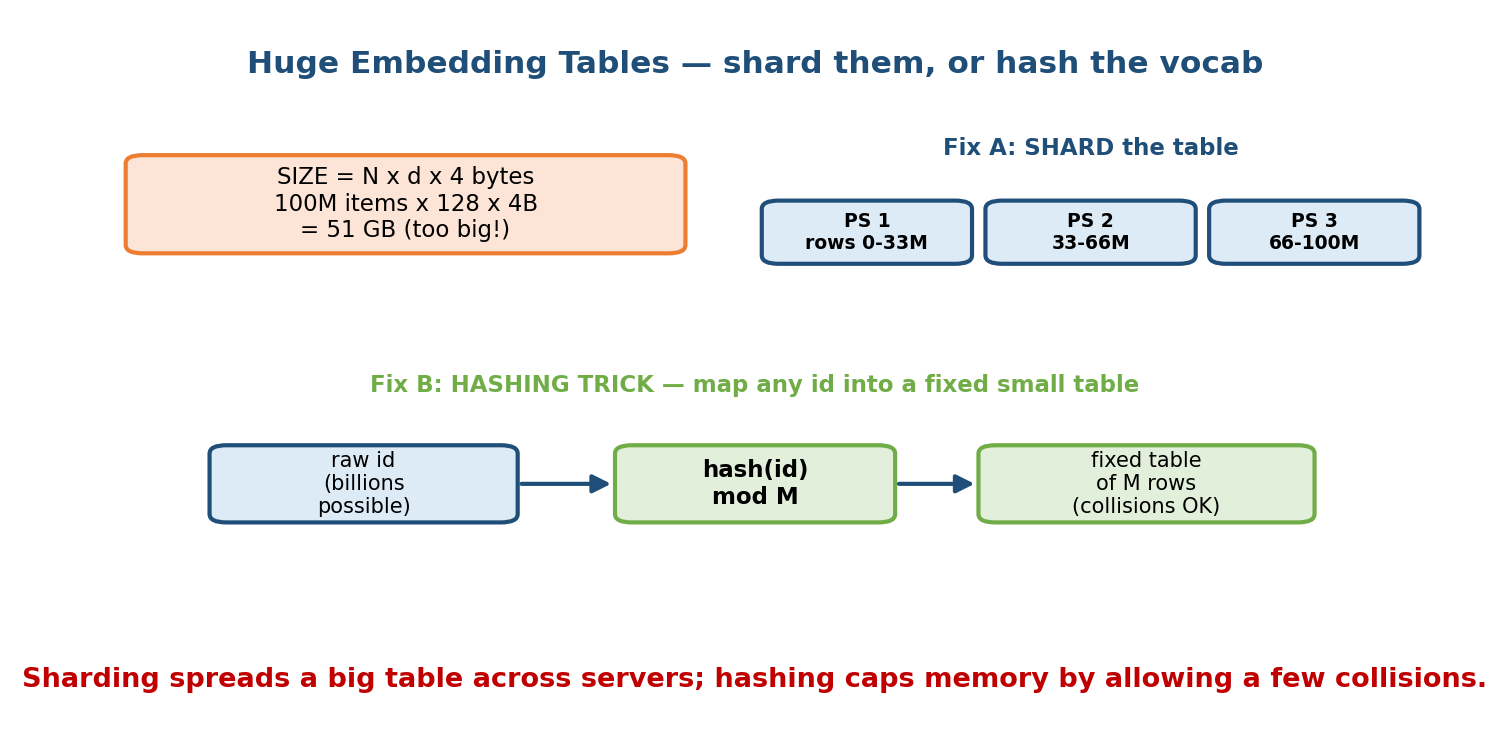 Huge Embedding Tables — shard them, or hash the vocab
SIZE = N x d x 4 bytes
100M items x 128 x 4B
= 51 GB (too big!)
Fix A: SHARD the table
PS 1
rows 0-33M
PS 2
33-66M
PS 3
66-100M
Fix B: HASHING TRICK — map any id into a fixed small table
raw id
(billions
possible)
hash(id)
mod M
fixed table
of M rows
(collisions OK)
Sharding spreads a big table across servers; hashing caps memory by allowing a few collisions.